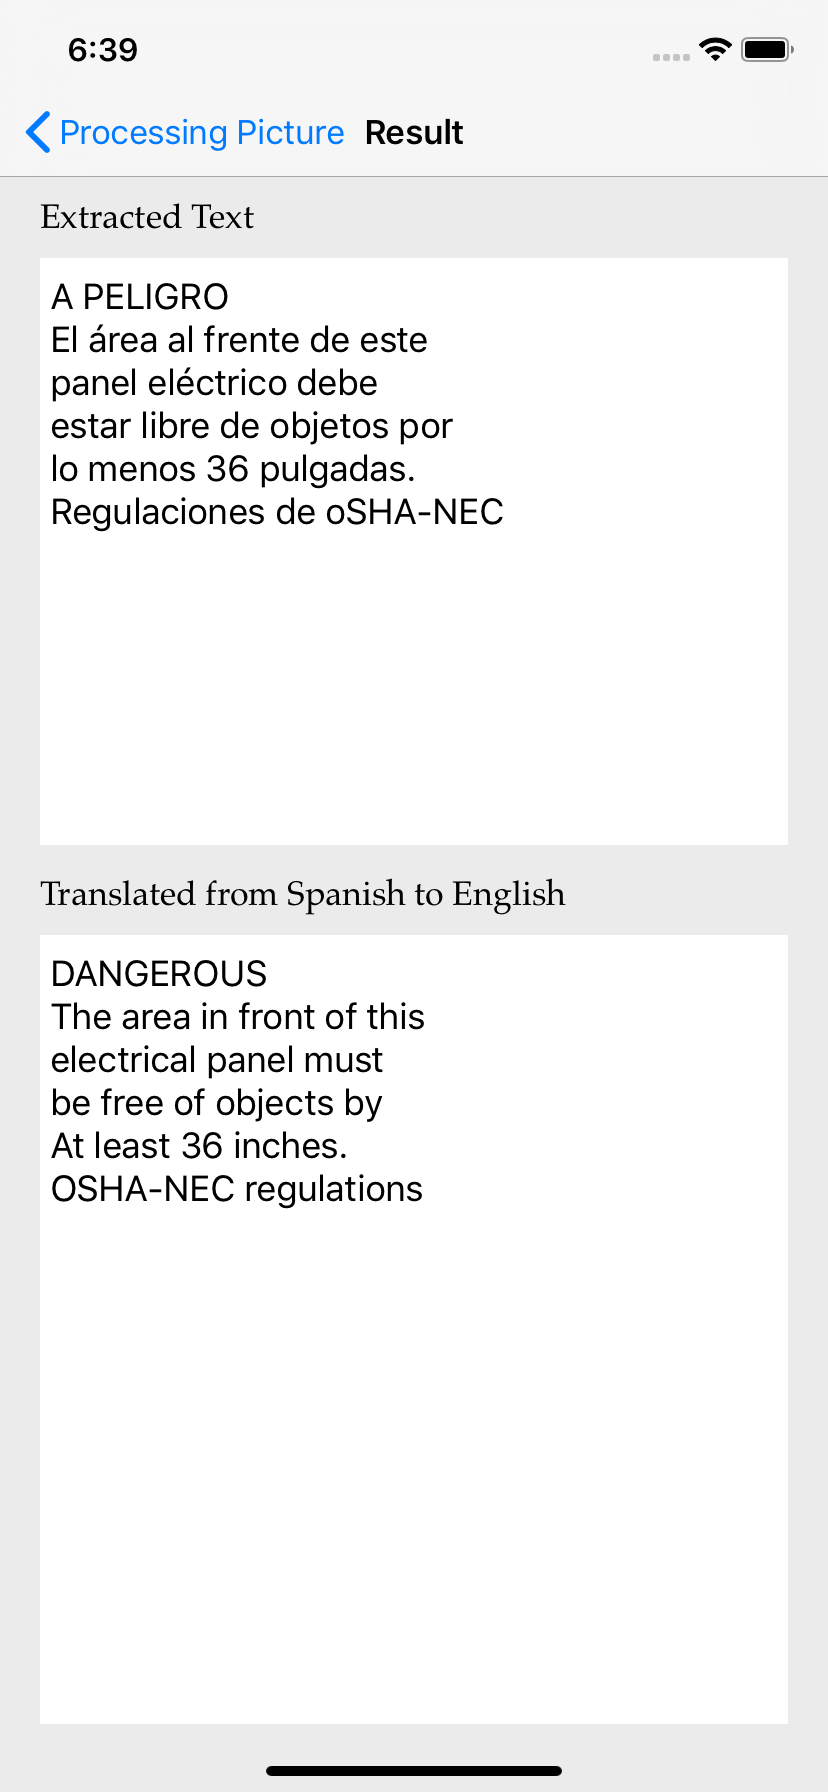 6:39
Processing Picture Result
Extracted Text
A PELIGRO
El área al frente de este
panel eléctrico debe
estar libre de objetos por
lo menos 36 pulgadas.
Regulaciones de oSHA-NEC
Translated from Spanish to English
DANGEROUS
The area in front of this
electrical panel must
be free of objects by
At least 36 inches.
OSHA-NEC regulations